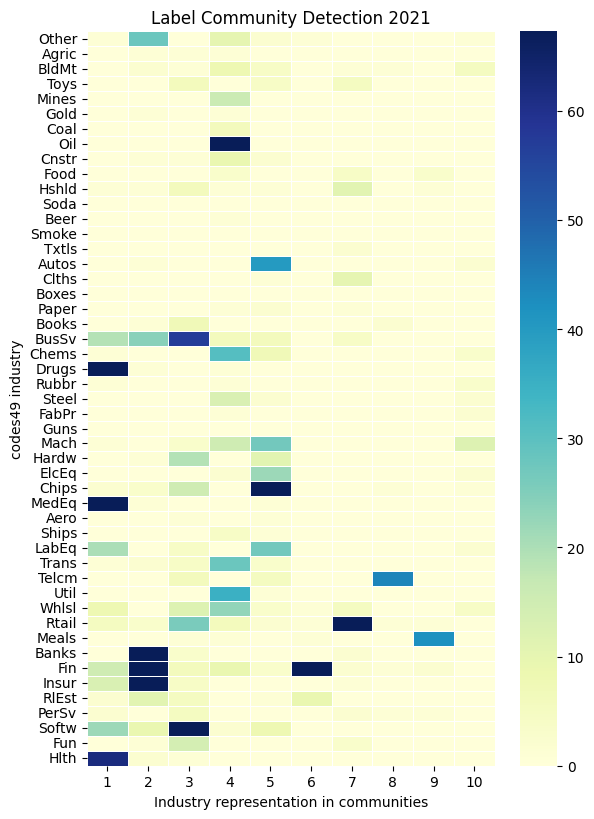 Label Community Detection 2021
codes49 industry
Other
Agric
BldMt
Toys
Mines
Gold
Coal
Oil
Cnstr
Food
Hshld
Soda
Beer
Smoke
Txtls
Autos
Clths
Boxes
Paper
Books
BusSv
Chems
Drugs
Rubbr
Steel
FabPr
Guns
Mach
Hardw
ElcEq
Chips
MedEq
Aero
Ships
LabEq
Trans
Telcm
Util
Whlsl
Rtail
Meals
Banks
Fin
Insur
RlEst
PerSv
Softw
Fun
Hlth
1 2 3 4 5 6 7 8 9 10
Industry representation in communities
60
50
40
30
20
10
0